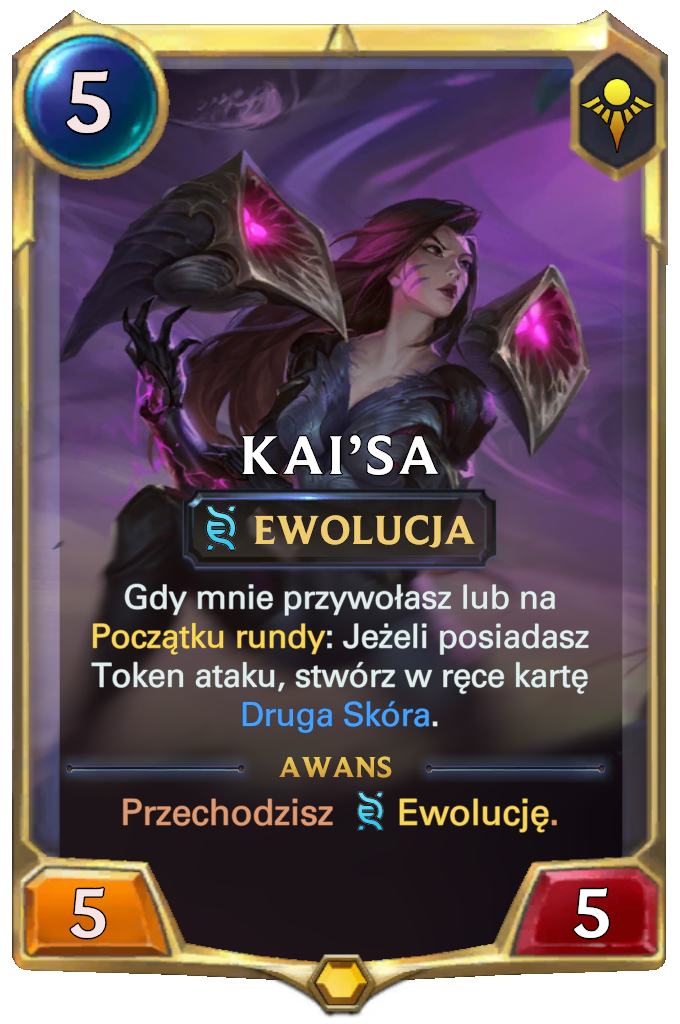 5
KAI’SA
EWOLUCJA
Gdy mnie przywołasz lub na
Początku rundy: Jeżeli posiadasz
Token ataku, stwórz w ręce kartę
Druga Skóra.
AWANS
Przechodzisz Ewolucję.
5
5